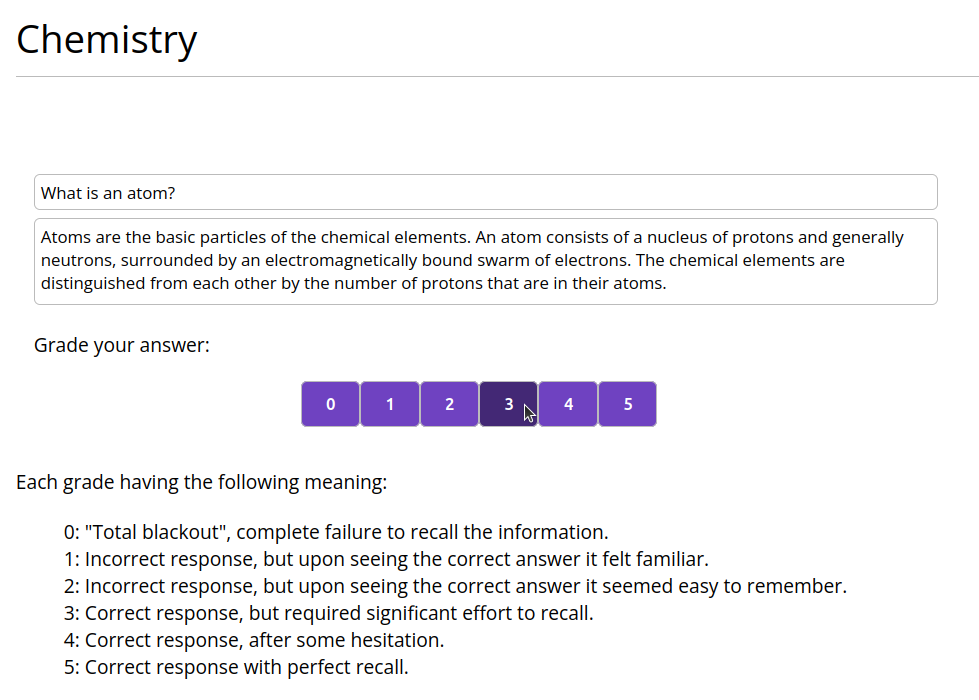 Chemistry
What is an atom?
Atoms are the basic particles of the chemical elements. An atom consists of a nucleus of protons and generally
neutrons, surrounded by an electromagnetically bound swarm of electrons. The chemical elements are
distinguished from each other by the number of protons that are in their atoms.
Grade your answer:
0 1 2 3 4 5
Each grade having the following meaning:
0: "Total blackout", complete failure to recall the information.
1: Incorrect response, but upon seeing the correct answer it felt familiar.
2: Incorrect response, but upon seeing the correct answer it seemed easy to remember.
3: Correct response, but required significant effort to recall.
4: Correct response, after some hesitation.
5: Correct response with perfect recall.